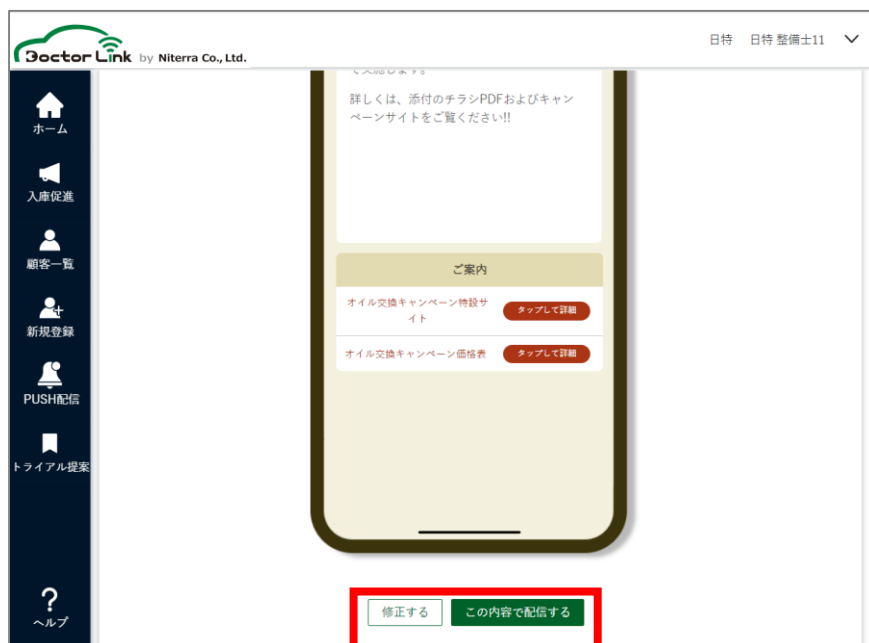 Doctor Link by Niterra Co., Ltd.
日特 日特 整備士11
ホーム
入庫促進
顧客一覧
新規登録
PUSH配信
トライアル提案
?
ヘルプ
で実施します。
詳しくは、添付のチラシPDFおよびキャン
ペーンサイトをご覧ください!!
ご案内
オイル交換キャンペーン特設サ
イト
タップして詳細
オイル交換キャンペーン価格表
タップして詳細
修正する
この内容で配信する